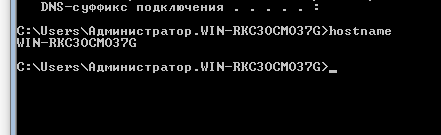 DNS-суффикс подключения . . . . . :
C:\Users\Администратор.WIN-RKC3OCMO37G>hostname
WIN-RKC3OCMO37G
C:\Users\Администратор.WIN-RKC3OCMO37G>_